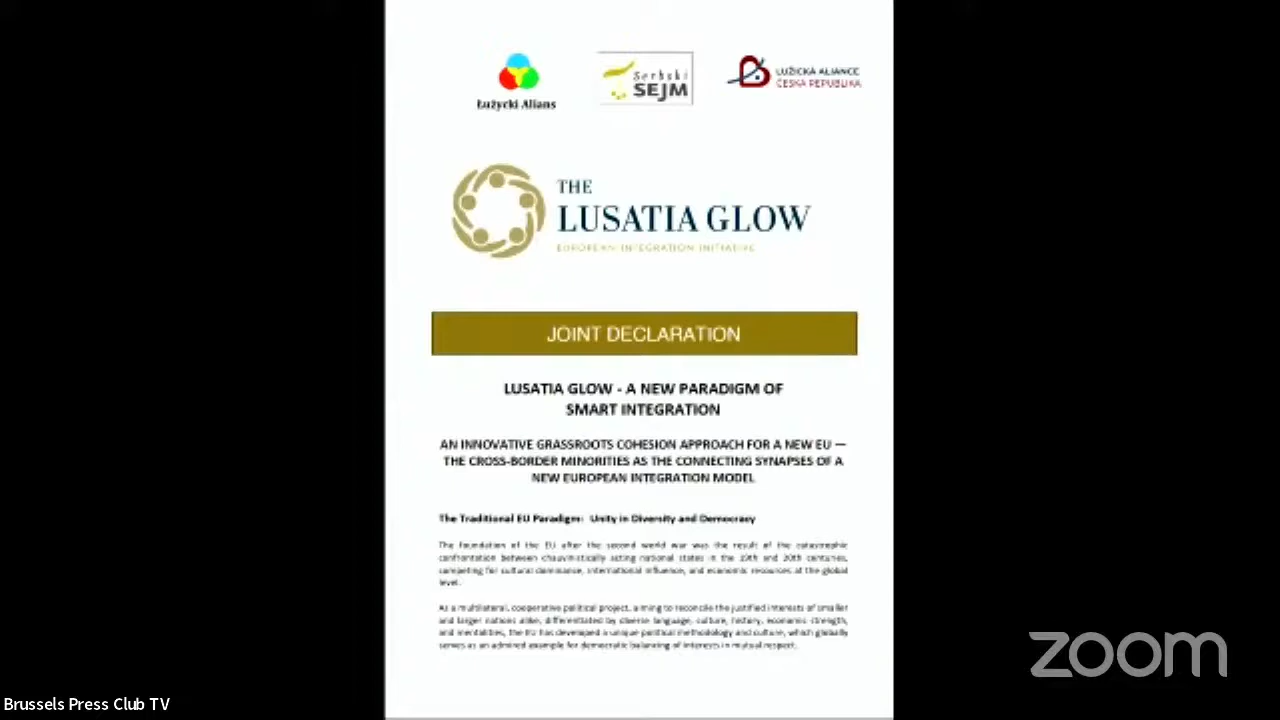 Łužycki Alians
Serbski
SEJM
LUŽICKÁ ALIANCE
ČESKÁ REPUBLIKA
THE
LUSATIA GLOW
EUROPEAN INTEGRATION INITIATIVE
JOINT DECLARATION
LUSATIA GLOW - A NEW PARADIGM OF
SMART INTEGRATION
AN INNOVATIVE GRASSROOTS COHESION APPROACH FOR A NEW EU —
THE CROSS-BORDER MINORITIES AS THE CONNECTING SYNAPSES OF A
NEW EUROPEAN INTEGRATION MODEL
The Traditional EU Paradigm: Unity in Diversity and Democracy
The foundation of the EU after the second world war was the result of the catastrophic
confrontation between chauvinistically acting national states in the 19th and 20th centuries,
competing for cultural dominance, international influence, and economic resources at the global
level.
As a multilateral, cooperative political project, aiming to reconcile the justified interests of smaller
and larger nations alike, differentiated by diverse language, culture, history, economic strength,
and mentalities, the EU has developed a unique political methodology and culture, which globally
serves as an admired example for democratic balancing of interests in mutual respect.
zoom
Brussels Press Club TV